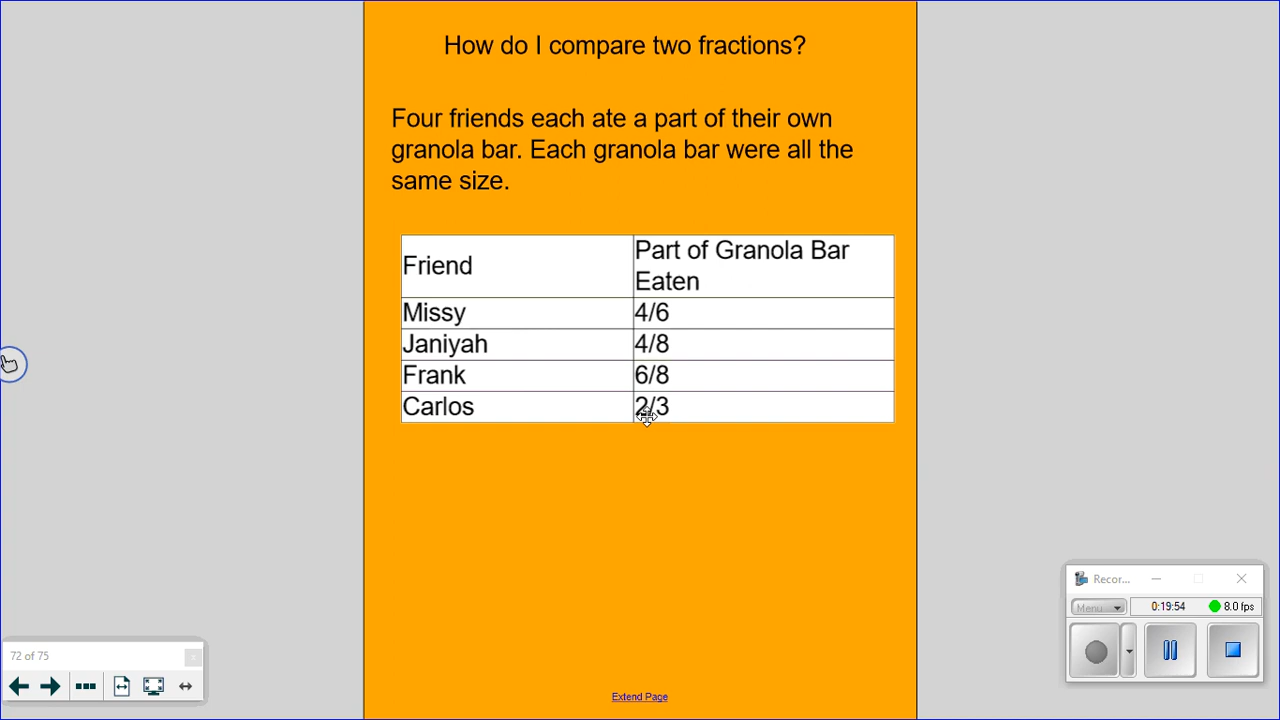 How do I compare two fractions?
Four friends each ate a part of their own
granola bar. Each granola bar were all the
same size.
Friend
Part of Granola Bar
Eaten
Missy 4/6
Janiyah 4/8
Frank 6/8
Carlos 2/3
Recor...
Menu
0:19:54
8.0 fps
72 of 75
Extend Page